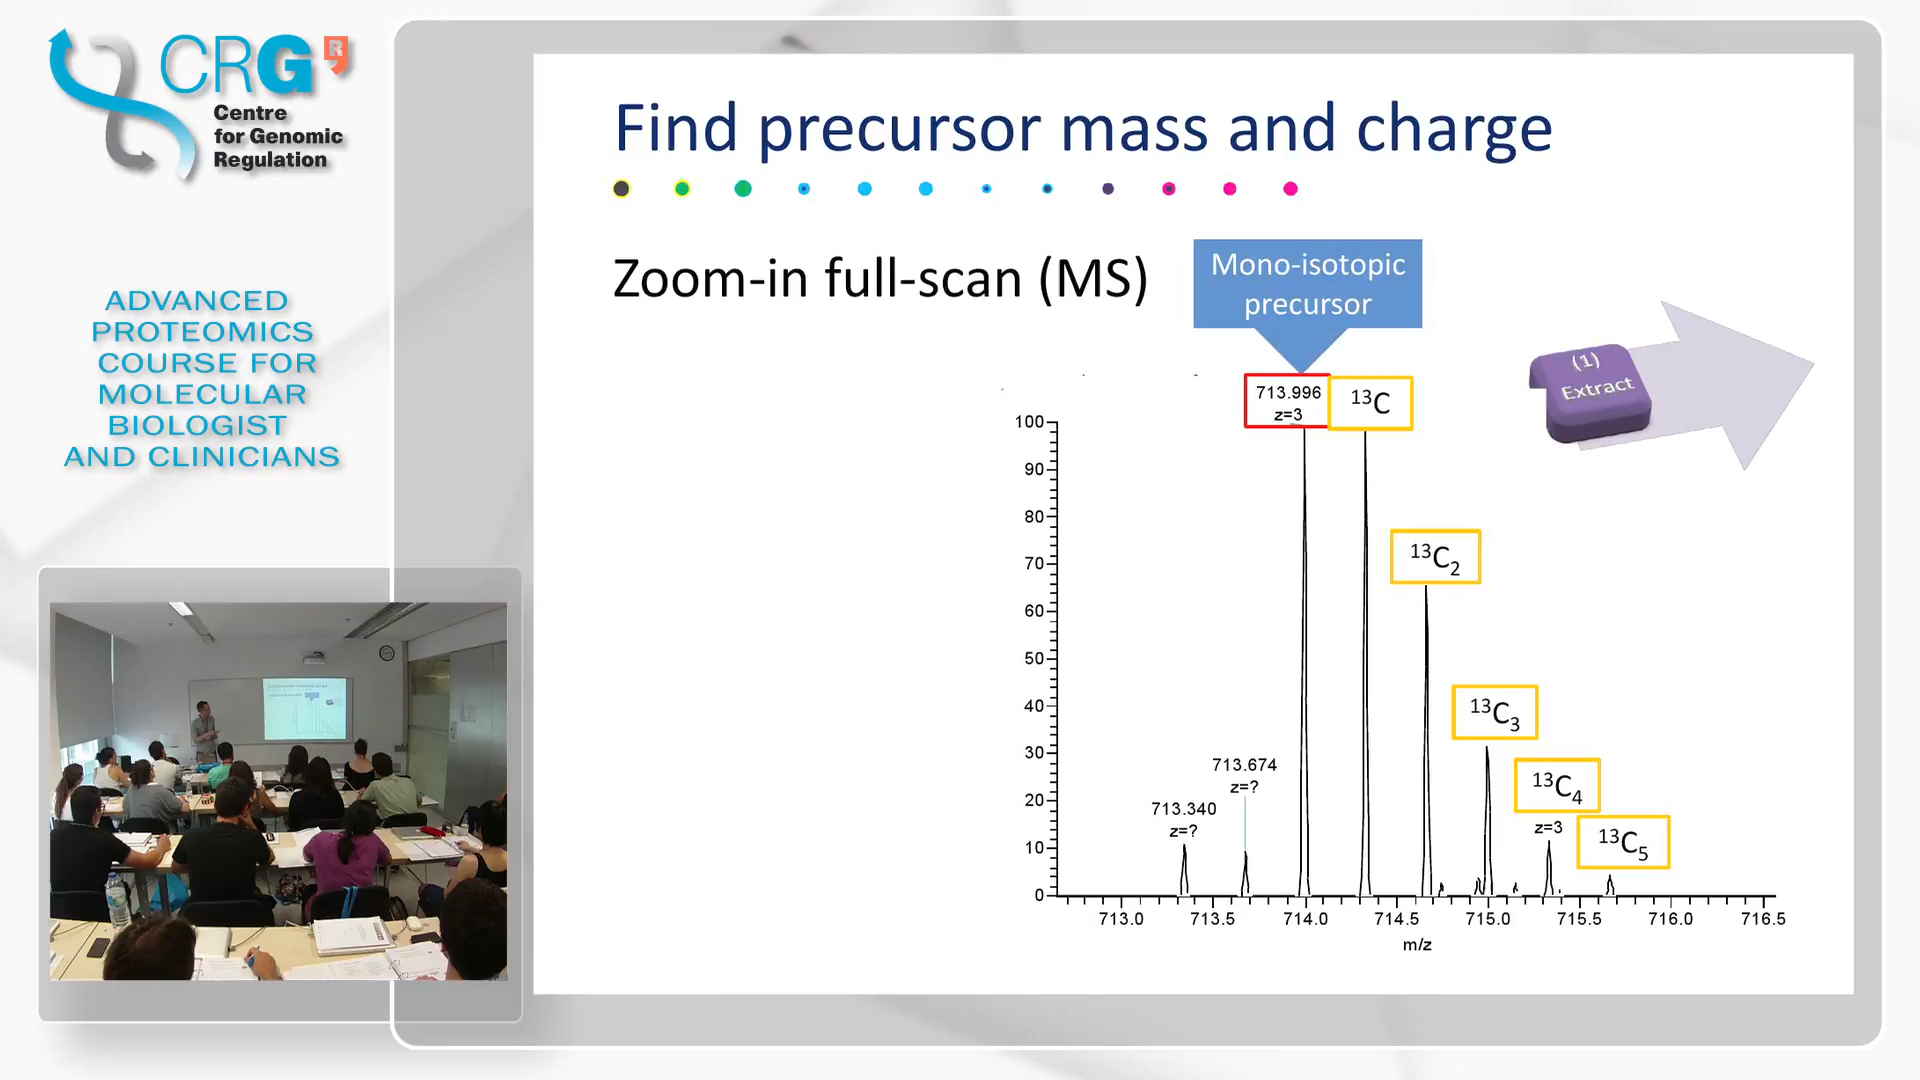 CRG
R
Centre
for Genomic
Regulation
ADVANCED
PROTEOMICS
COURSE FOR
MOLECULAR
BIOLOGIST
AND CLINICIANS
Find precursor mass and charge
Zoom-in full-scan (MS)
Mono-isotopic
precursor
(1)
Extract
713.996
z=3
¹³C
¹³C₂
¹³C₃
¹³C₄
z=3
¹³C₅
713.674
z=?
713.340
z=?
100
90
80
70
60
50
40
30
20
10
0
713.0 713.5 714.0 714.5 715.0 715.5 716.0 716.5
m/z